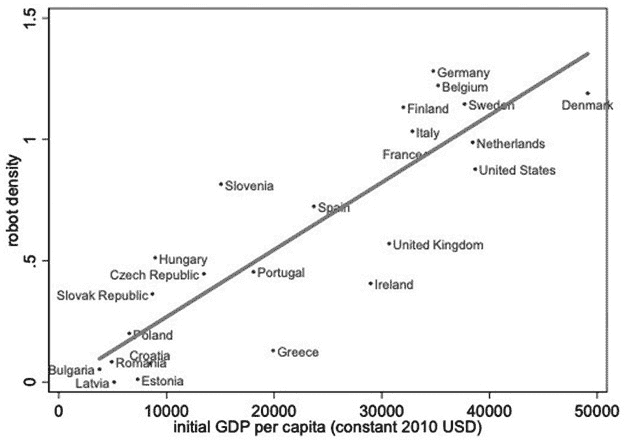 1.5
Germany
Belgium
Finland
Sweden
Denmark
Italy
1
Netherlands
France
United States
Slovenia
Spain
robot density
United Kingdom
Hungary
.5
Czech Republic
Portugal
Ireland
Slovak Republic
Poland
Greece
Croatia
Romania
Bulgaria
Latvia
Estonia
0
0 10000 20000 30000 40000 50000
initial GDP per capita (constant 2010 USD)